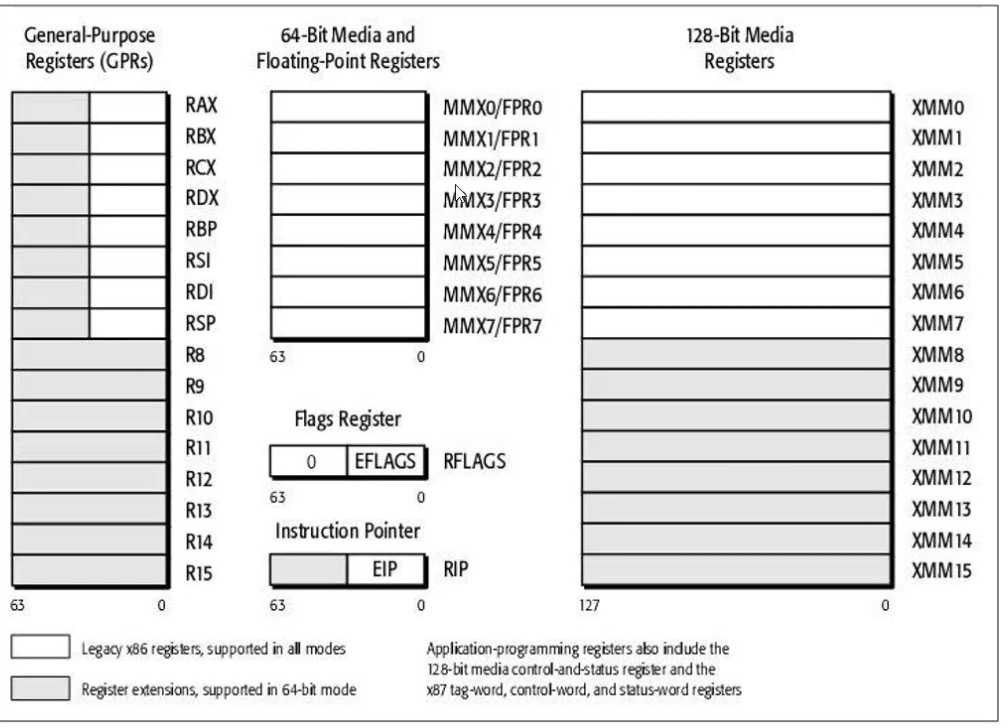 General-Purpose
Registers (GPRs)
RAX
RBX
RCX
RDX
RBP
RSI
RDI
RSP
R8
R9
R10
R11
R12
R13
R14
R15
63 0
64-Bit Media and
Floating-Point Registers
MMX0/FPR0
MMX1/FPR1
MMX2/FPR2
MMX3/FPR3
MMX4/FPR4
MMX5/FPR5
MMX6/FPR6
MMX7/FPR7
63 0
Flags Register
0 EFLAGS RFLAGS
63 0
Instruction Pointer
EIP RIP
63 0
128-Bit Media
Registers
XMM0
XMM1
XMM2
XMM3
XMM4
XMM5
XMM6
XMM7
XMM8
XMM9
XMM10
XMM11
XMM12
XMM13
XMM14
XMM15
127 0
Legacy x86 registers, supported in all modes
Register extensions, supported in 64-bit mode
Application-programming registers also include the
128-bit media control-and-status register and the
x87 tag-word, control-word, and status-word registers